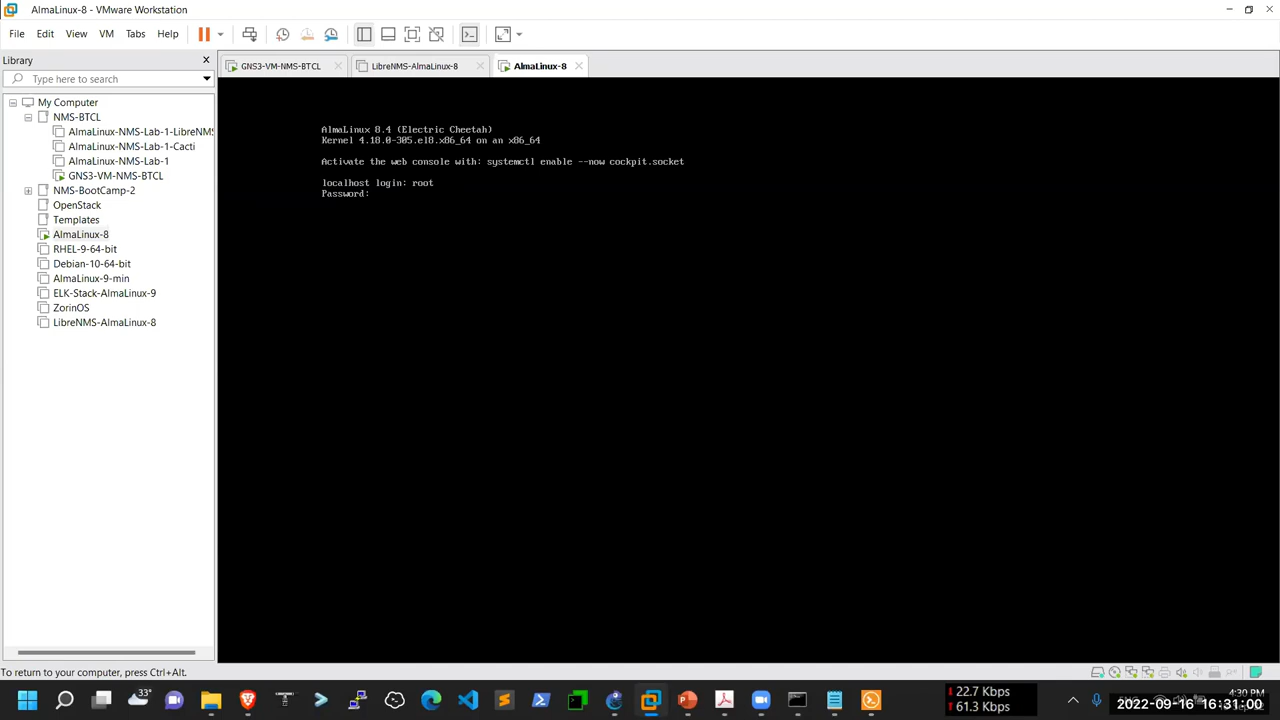 AlmaLinux-8 - VMware Workstation
File Edit View VM Tabs Help
Library
Type here to search
My Computer
NMS-BTCL
AlmaLinux-NMS-Lab-1-LibreNMS
AlmaLinux-NMS-Lab-1-Cacti
AlmaLinux-NMS-Lab-1
GNS3-VM-NMS-BTCL
NMS-BootCamp-2
OpenStack
Templates
AlmaLinux-8
RHEL-9-64-bit
Debian-10-64-bit
AlmaLinux-9-min
ELK-Stack-AlmaLinux-9
ZorinOS
LibreNMS-AlmaLinux-8
GNS3-VM-NMS-BTCL
LibreNMS-AlmaLinux-8
AlmaLinux-8
AlmaLinux 8.4 (Electric Cheetah)
Kernel 4.18.0-305.el8.x86_64 on an x86_64
Activate the web console with: systemctl enable --now cockpit.socket
localhost login: root
Password:
To return to your computer, press Ctrl+Alt.
33°
22.7 Kbps
61.3 Kbps
4:30 PM
2022-09-16 16:31:00